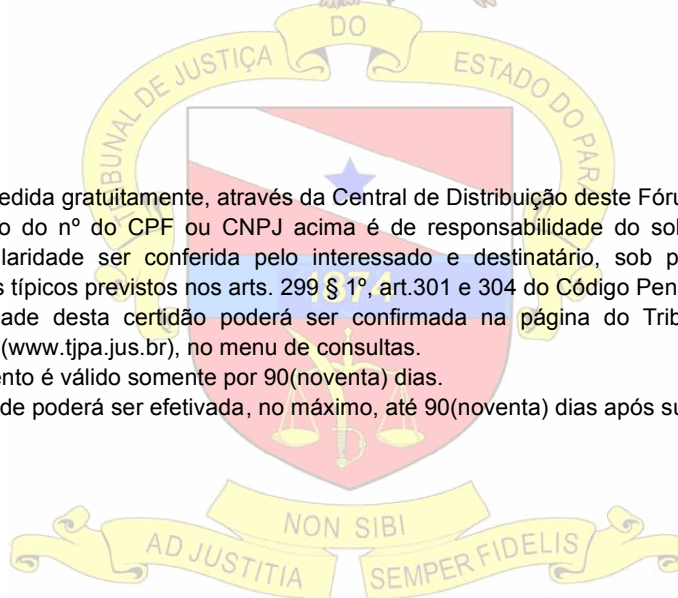 DO
TRIBUNAL DE JUSTIÇA
ESTADO DO PARÁ
edida gratuitamente, através da Central de Distribuição deste Fóru
o do nº do CPF ou CNPJ acima é de responsabilidade do sol
laridade ser conferida pelo interessado e destinatário, sob p
s típicos previstos nos arts. 299 § 1º, art.301 e 304 do Código Pen
1874
ade desta certidão poderá ser confirmada na página do Trib
(www.tjpa.jus.br), no menu de consultas.
ento é válido somente por 90(noventa) dias.
de poderá ser efetivada, no máximo, até 90(noventa) dias após su
NON SIBI
AD JUSTITIA
SEMPER FIDELIS